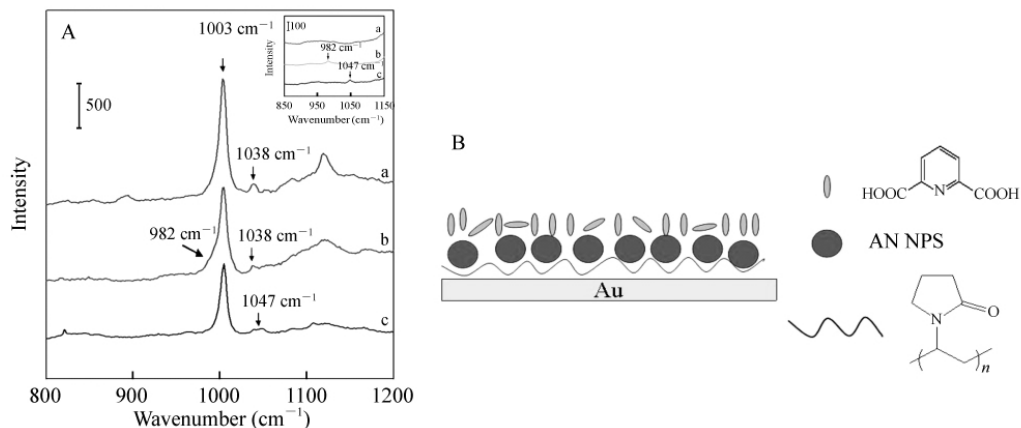 A
1003 cm⁻¹
500
1038 cm⁻¹
a
982 cm⁻¹
1038 cm⁻¹
b
1047 cm⁻¹
c
Intensity
800 900 1000 1100 1200
Wavenumber (cm⁻¹)
100
a
982 cm⁻¹
b
1047 cm⁻¹
c
Intensity
850 950 1050 1150
Wavenumber (cm⁻¹)
B
Au
HOOC N COOH
AN NPS
N O
n